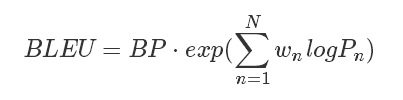 BLEU = BP · exp(∑_{n=1}^{N} w_n logP_n)